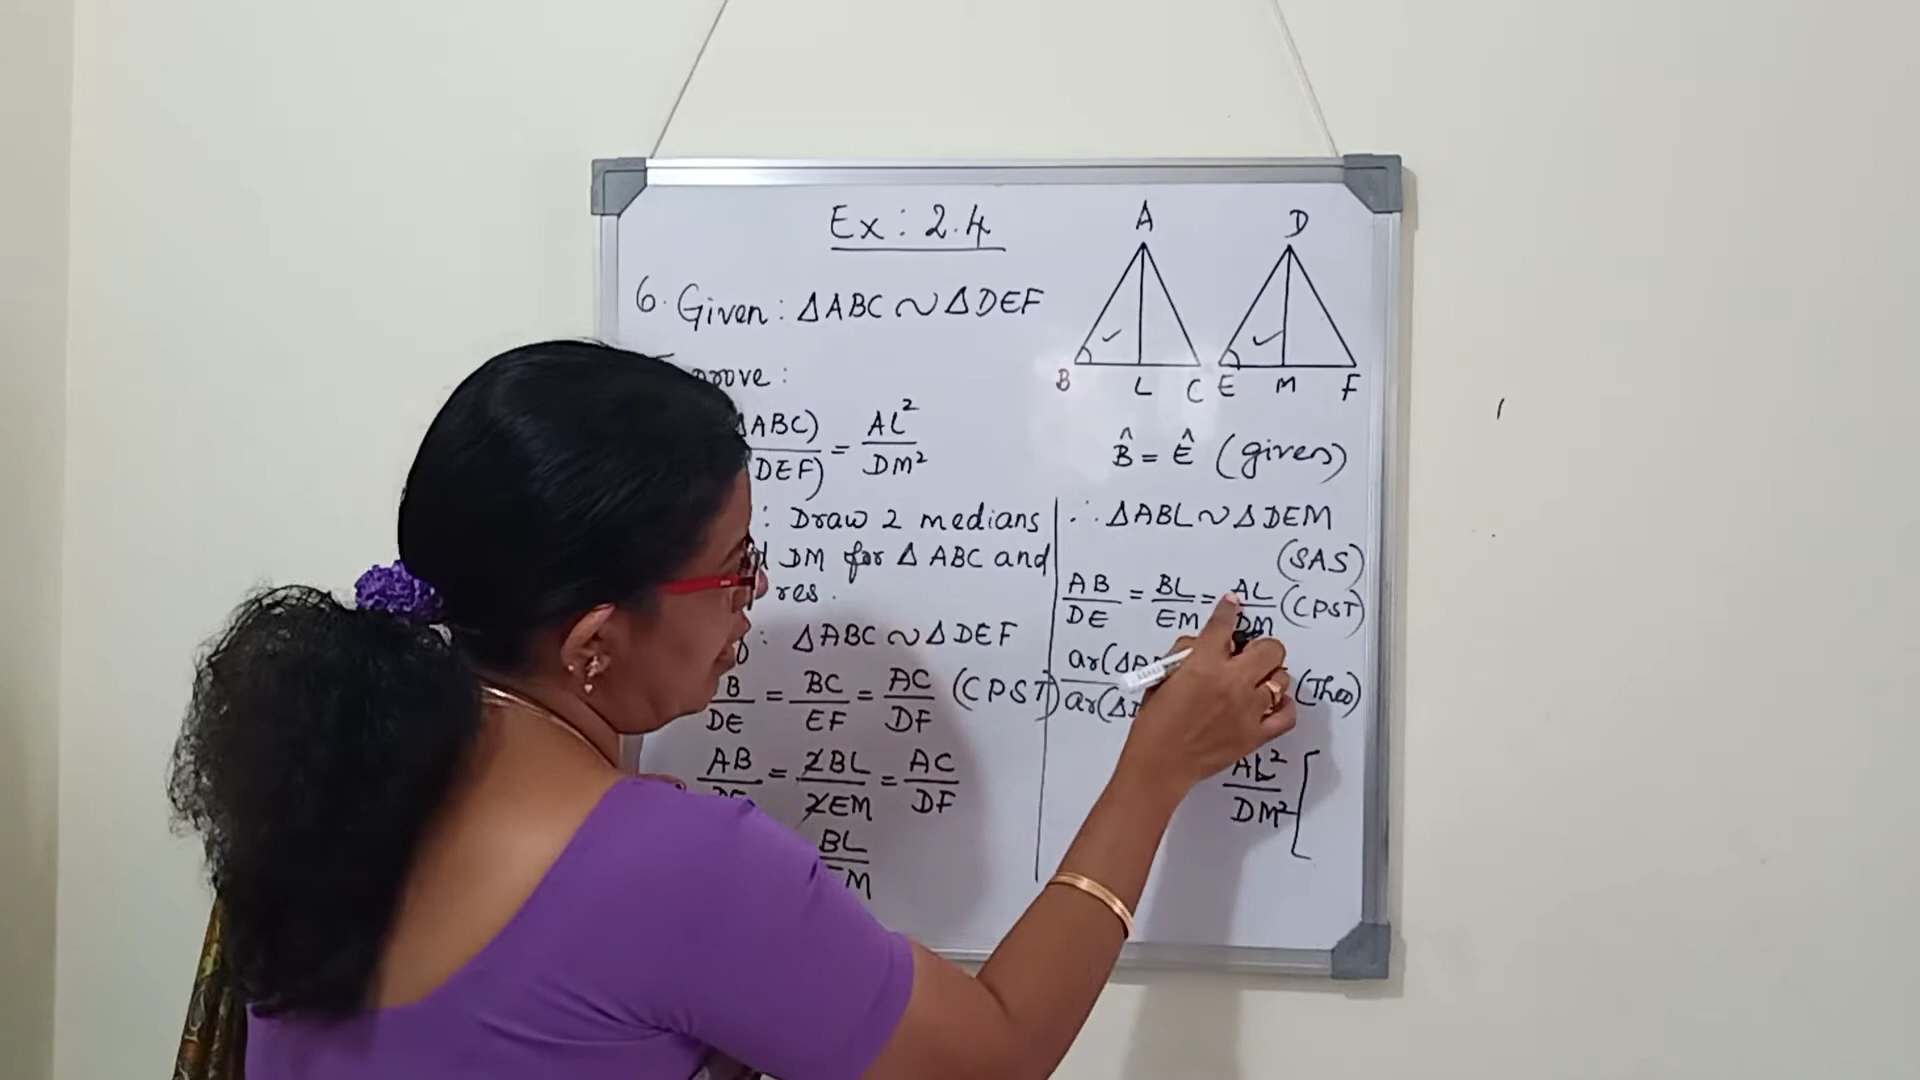 Ex: 2.4
6. Given: ΔABC ~ ΔDEF
prove:
ΔABC) / DEF) = AL² / DM²
: Draw 2 medians
DM for Δ ABC and
res.
: ΔABC ~ ΔDEF
B / DE = BC / EF = AC / DF (CPST)
AB / DE = 2BL / 2EM = AC / DF
BL / EM
A D
B L C E M F
B̂ = Ê (given)
∴ ΔABL ~ ΔDEM
(SAS)
AB / DE = BL / EM = AL / DM (CPST)
ar(ΔA / ar(Δ (Theo)
AL² / DM² [